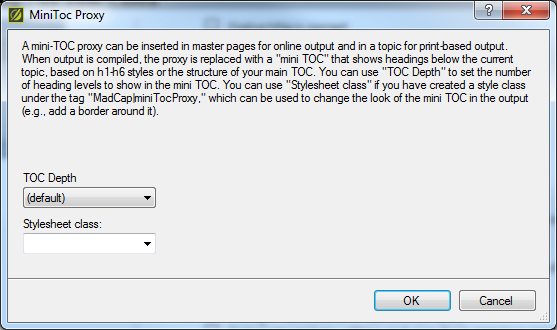 MiniToc Proxy
A mini-TOC proxy can be inserted in master pages for online output and in a topic for print-based output.
When output is compiled, the proxy is replaced with a "mini TOC" that shows headings below the current
topic, based on h1-h6 styles or the structure of your main TOC. You can use "TOC Depth" to set the number
of heading levels to show in the mini TOC. You can use "Stylesheet class" if you have created a style class
under the tag "MadCap|miniTocProxy," which can be used to change the look of the mini TOC in the output
(e.g., add a border around it).
TOC Depth
(default)
Stylesheet class:
OK Cancel